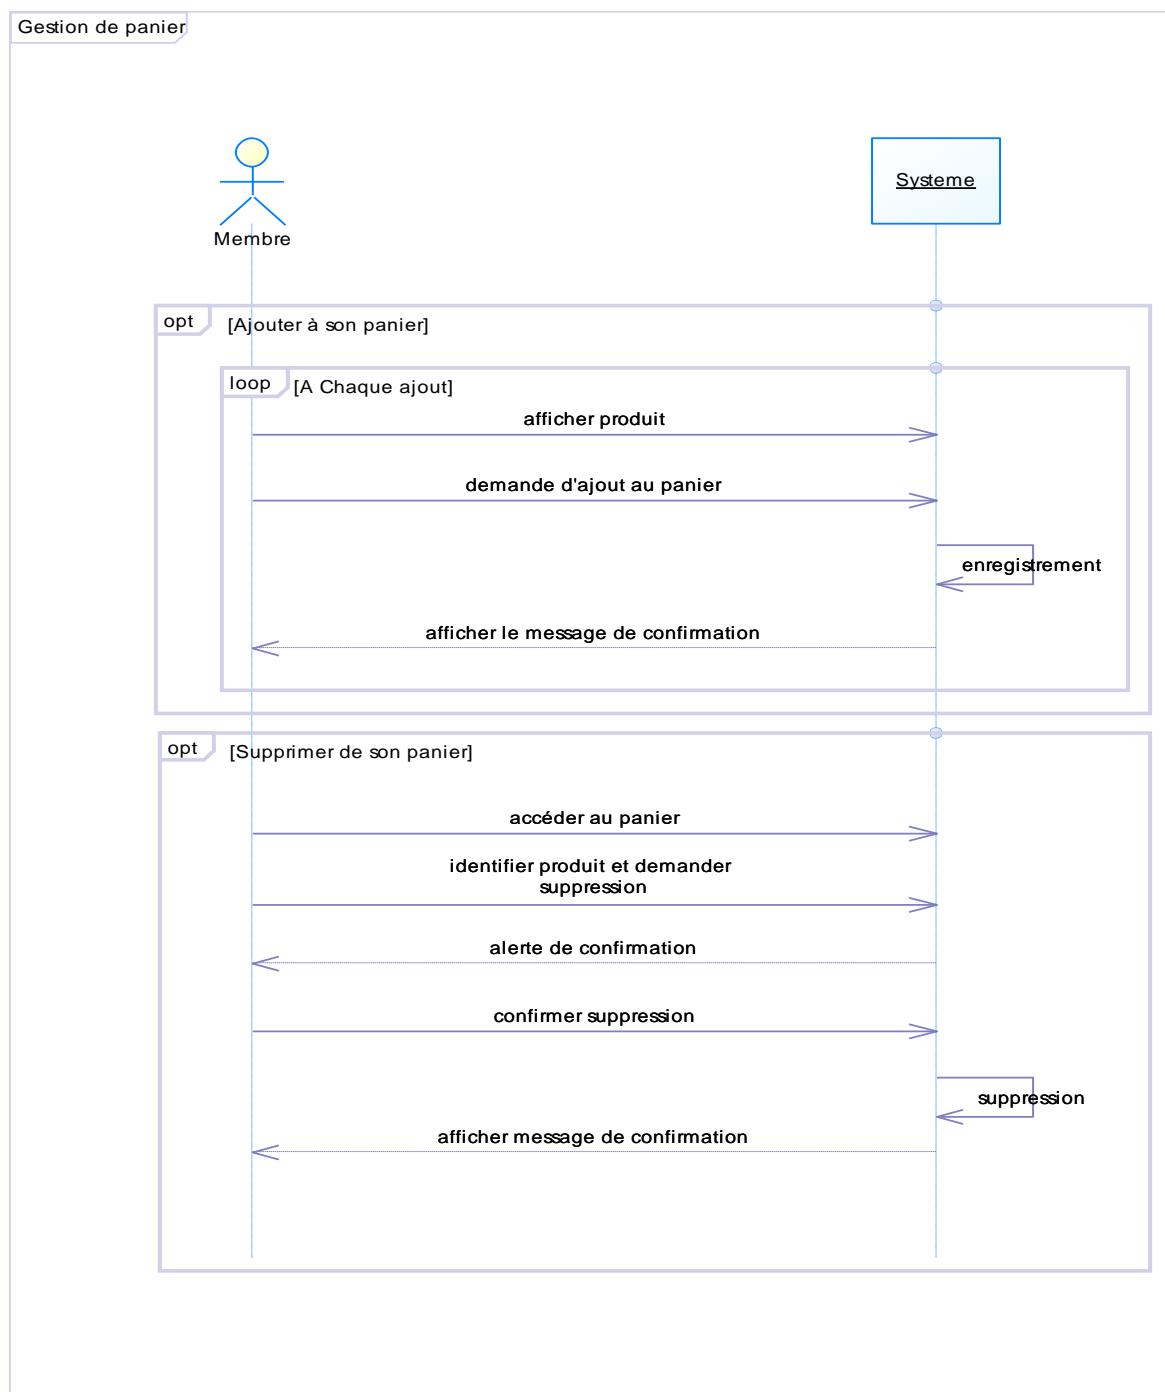 Gestion de panier
Systeme
Membre
opt
[Ajouter à son panier]
loop
[A Chaque ajout]
afficher produit
demande d'ajout au panier
enregistrement
afficher le message de confirmation
opt
[Supprimer de son panier]
accéder au panier
identifier produit et demander
suppression
alerte de confirmation
confirmer suppression
suppression
afficher message de confirmation